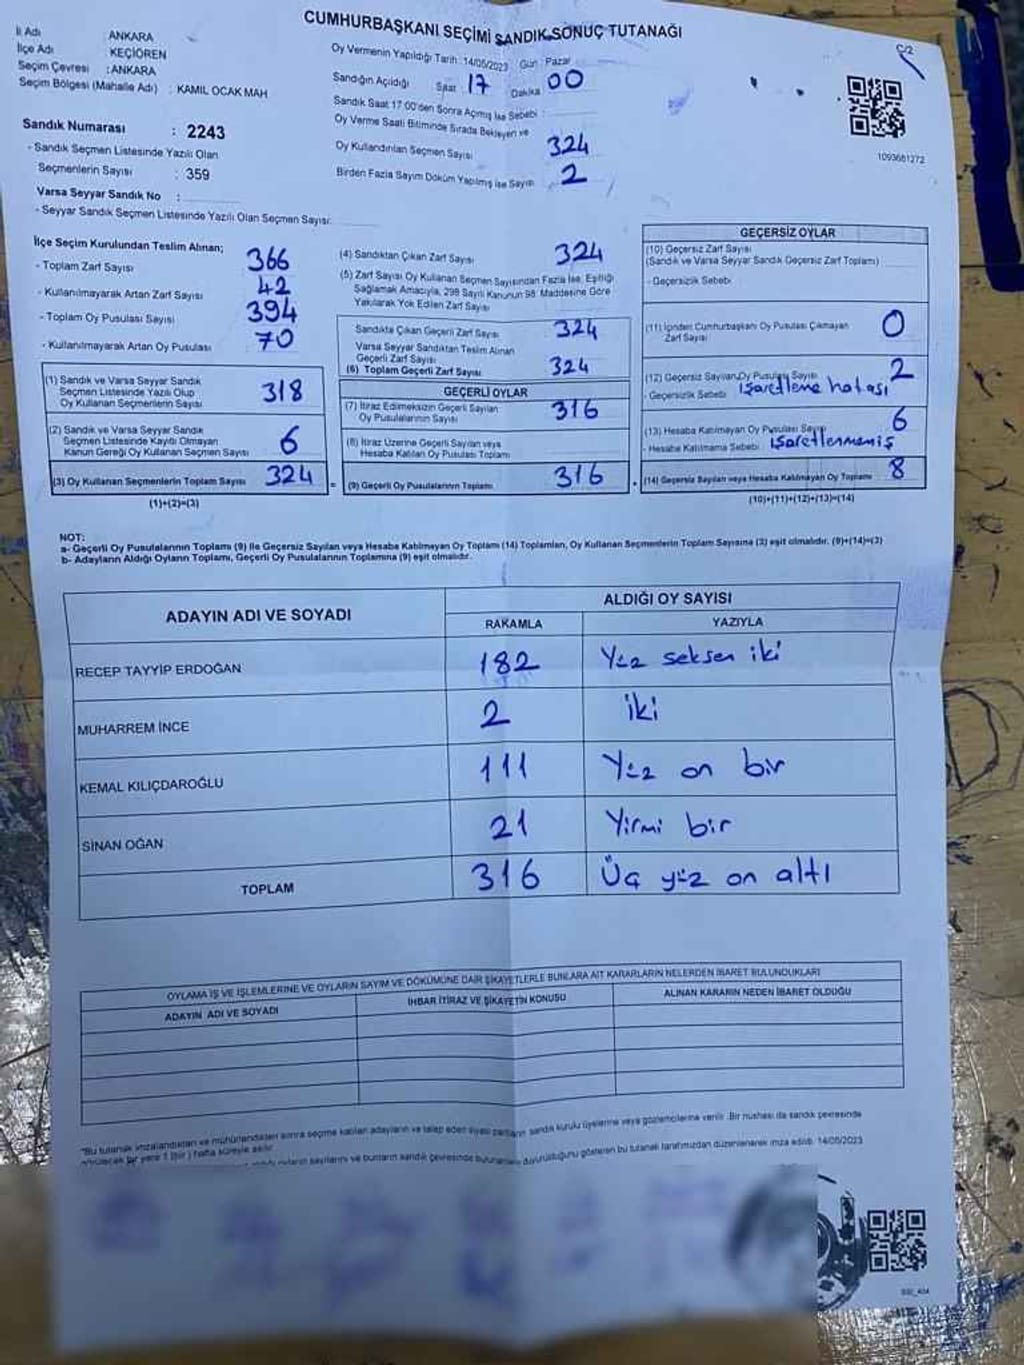 CUMHURBAŞKANI SEÇİMİ SANDIK SONUÇ TUTANAĞI
C/2
İl Adı ANKARA
İlçe Adı KEÇİÖREN
Seçim Çevresi : ANKARA
Seçim Bölgesi (Mahalle Adı) : KAMIL OCAK MAH
Sandık Numarası : 2243
- Sandık Seçmen Listesinde Yazılı Olan
Seçmenlerin Sayısı : 359
Varsa Seyyar Sandık No :
- Seyyar Sandık Seçmen Listesinde Yazılı Olan Seçmen Sayısı:
Oy Vermenin Yapıldığı Tarih : 14/05/2023 Gün : Pazar
Sandığın Açıldığı Saat 17 Dakika 00
Sandık Saat 17:00'den Sonra Açılmış İse Sebebi :
Oy Verme Saati Bitiminde Sırada Bekleyen ve
Oy Kullandırılan Seçmen Sayısı 324
Birden Fazla Sayım Döküm Yapılmış İse Sayısı 2
1093681272
İlçe Seçim Kurulundan Teslim Alınan;
- Toplam Zarf Sayısı 366
- Kullanılmayarak Artan Zarf Sayısı 42
- Toplam Oy Pusulası Sayısı 394
- Kullanılmayarak Artan Oy Pusulası 70
(1) Sandık ve Varsa Seyyar Sandık
Seçmen Listesinde Yazılı Olup
Oy Kullanan Seçmenlerin Sayısı 318
(2) Sandık ve Varsa Seyyar Sandık
Seçmen Listesinde Kayıtlı Olmayan
Kanun Gereği Oy Kullanan Seçmen Sayısı 6
(3) Oy Kullanan Seçmenlerin Toplam Sayısı 324
(1)+(2)=(3)
(4) Sandıktan Çıkan Zarf Sayısı 324
(5) Zarf Sayısı Oy Kullanan Seçmen Sayısından Fazla İse, Eşitliği
Sağlamak Amacıyla, 298 Sayılı Kanunun 98. Maddesine Göre
Yakılarak Yok Edilen Zarf Sayısı
Sandıkta Çıkan Geçerli Zarf Sayısı 324
Varsa Seyyar Sandıktan Teslim Alınan
Geçerli Zarf Sayısı
(6) Toplam Geçerli Zarf Sayısı 324
GEÇERLİ OYLAR
(7) İtiraz Edilmeksizin Geçerli Sayılan
Oy Pusulalarının Sayısı 316
(8) İtiraz Üzerine Geçerli Sayılan veya
Hesaba Katılan Oy Pusulası Toplamı
= (9) Geçerli Oy Pusulalarının Toplamı 316
GEÇERSİZ OYLAR
(10) Geçersiz Zarf Sayısı
(Sandık ve Varsa Seyyar Sandık Geçersiz Zarf Toplamı)
- Geçersizlik Sebebi
(11) İçinden Cumhurbaşkanı Oy Pusulası Çıkmayan
Zarf Sayısı 0
(12) Geçersiz Sayılan Oy Pusulası Sayısı 2
- Geçersizlik Sebebi işaretleme hatası
(13) Hesaba Katılmayan Oy Pusulası Sayısı 6
- Hesaba Katılmama Sebebi işaretlenmemiş
(14) Geçersiz Sayılan veya Hesaba Katılmayan Oy Toplamı 8
(10)+(11)+(12)+(13)=(14)
NOT:
a- Geçerli Oy Pusulalarının Toplamı (9) ile Geçersiz Sayılan veya Hesaba Katılmayan Oy Toplamı (14) Toplamları, Oy Kullanan Seçmenlerin Toplam Sayısına (3) eşit olmalıdır. (9)+(14)=(3)
b- Adayların Aldığı Oyların Toplamı, Geçerli Oy Pusulalarının Toplamına (9) eşit olmalıdır.
ADAYIN ADI VE SOYADI
ALDIĞI OY SAYISI
RAKAMLA YAZIYLA
RECEP TAYYİP ERDOĞAN 182 Yüz seksen iki
MUHARREM İNCE 2 iki
KEMAL KILIÇDAROĞLU 111 Yüz on bir
SİNAN OĞAN 21 Yirmi bir
TOPLAM 316 Üç yüz on altı
OYLAMA İŞ VE İŞLEMLERİNE VE OYLARIN SAYIM VE DÖKÜMÜNE DAİR ŞİKAYETLERLE BUNLARA AİT KARARLARIN NELERDEN İBARET BULUNDUKLARI
ADAYIN ADI VE SOYADI İHBAR İTİRAZ VE ŞİKAYETİN KONUSU ALINAN KARARIN NEDEN İBARET OLDUĞU
"Bu tutanak imzalandıktan ve mühürlendikten sonra seçime katılan adayların ve talep eden siyasi partilerin sandık kurulu üyelerine veya gözlemcilerine verilir. Bir nüshası da sandık çevresinde
görülecek bir yere 1 (bir) hafta süreyle asılır.
oyların sayılarını ve bunların sandık çevresinde bulunanlara duyurulduğunu gösteren bu tutanak tarafımızdan düzenlenerek imza edildi. 14/05/2023